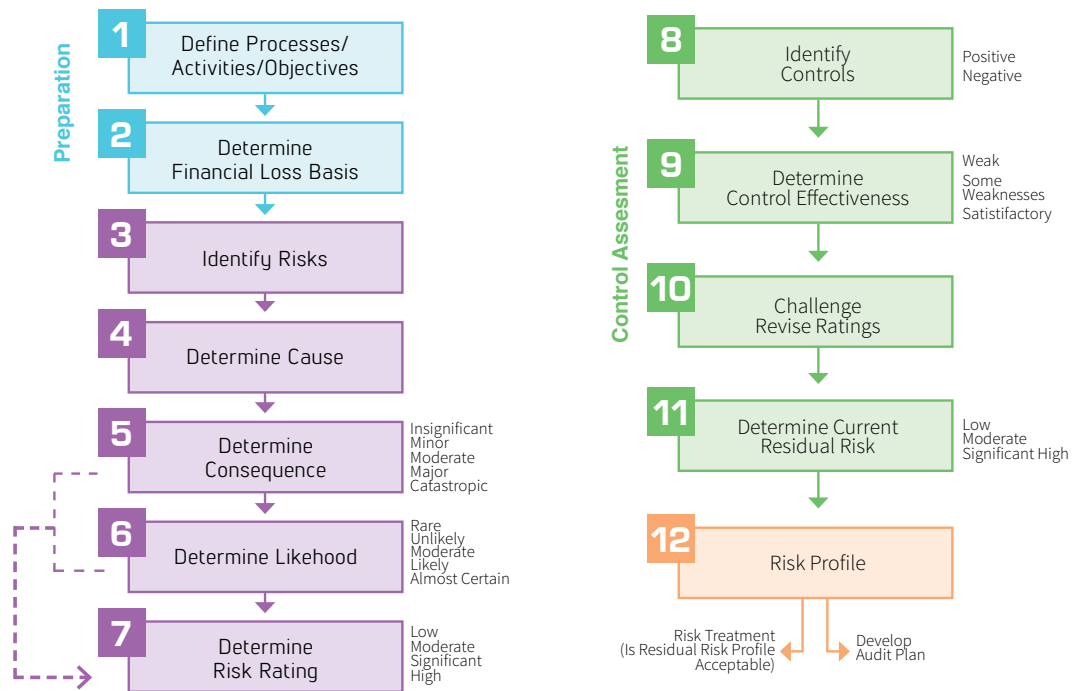 Preparation
1
Define Processes/
Activities/Objectives
2
Determine
Financial Loss Basis
3
Identify Risks
4
Determine Cause
5
Determine
Consequence
Insignificant
Minor
Moderate
Major
Catastropic
6
Determine Likehood
Rare
Unlikely
Moderate
Likely
Almost Certain
7
Determine
Risk Rating
Low
Moderate
Significant
High
Control Assesment
8
Identify
Controls
Positive
Negative
9
Determine
Control Effectiveness
Weak
Some
Weaknesses
Satistifactory
10
Challenge
Revise Ratings
11
Determine Current
Residual Risk
Low
Moderate
Significant High
12
Risk Profile
Risk Treatment
(Is Residual Risk Profile
Acceptable)
Develop
Audit Plan